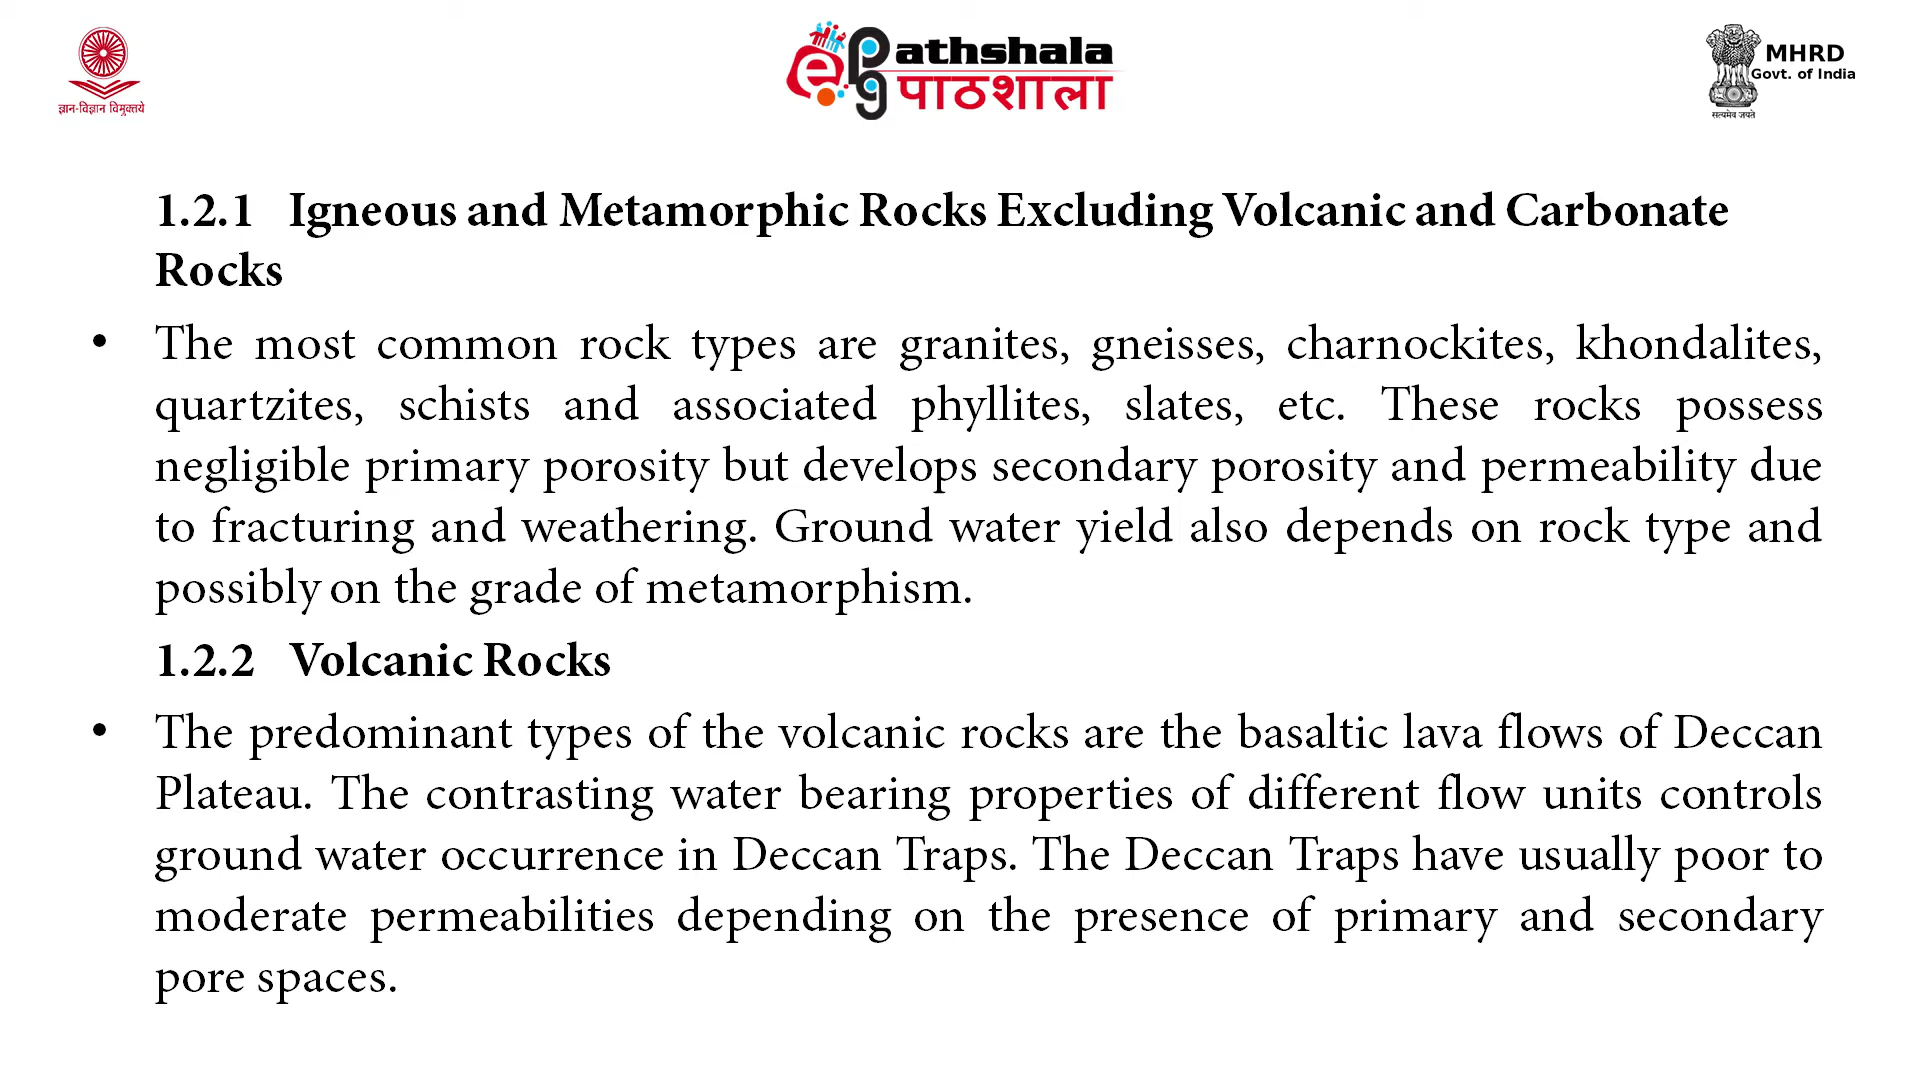 ज्ञान-विज्ञान विमुक्तये
ePathshala
पाठशाला
MHRD
Govt. of India
सत्यमेव जयते
1.2.1 Igneous and Metamorphic Rocks Excluding Volcanic and Carbonate
Rocks
• The most common rock types are granites, gneisses, charnockites, khondalites,
quartzites, schists and associated phyllites, slates, etc. These rocks possess
negligible primary porosity but develops secondary porosity and permeability due
to fracturing and weathering. Ground water yield also depends on rock type and
possibly on the grade of metamorphism.
1.2.2 Volcanic Rocks
• The predominant types of the volcanic rocks are the basaltic lava flows of Deccan
Plateau. The contrasting water bearing properties of different flow units controls
ground water occurrence in Deccan Traps. The Deccan Traps have usually poor to
moderate permeabilities depending on the presence of primary and secondary
pore spaces.